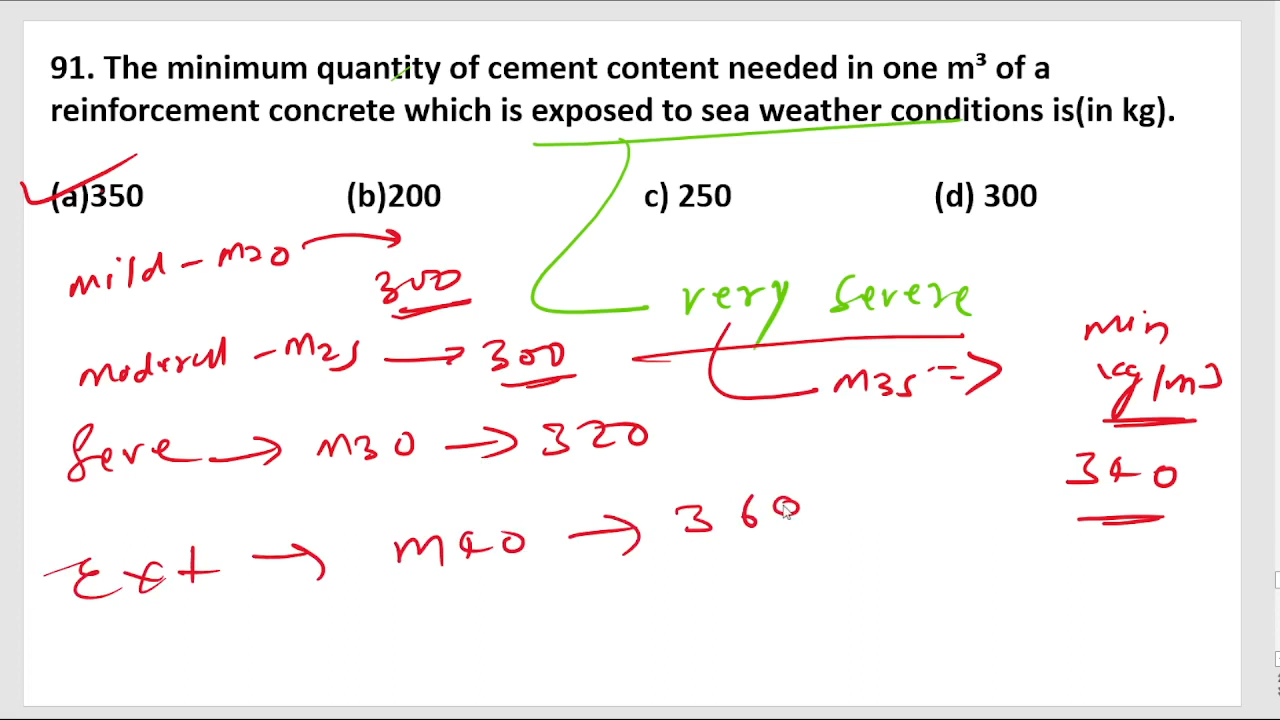 91. The minimum quantity of cement content needed in one m³ of a
reinforcement concrete which is exposed to sea weather conditions is(in kg).
(a)350 (b)200 c) 250 (d) 300
mild - M20
300
very severe
min
kg/m3
M25 → 300
M35 =>
Seve → M30 → 320
340
Ext → M40 → 360